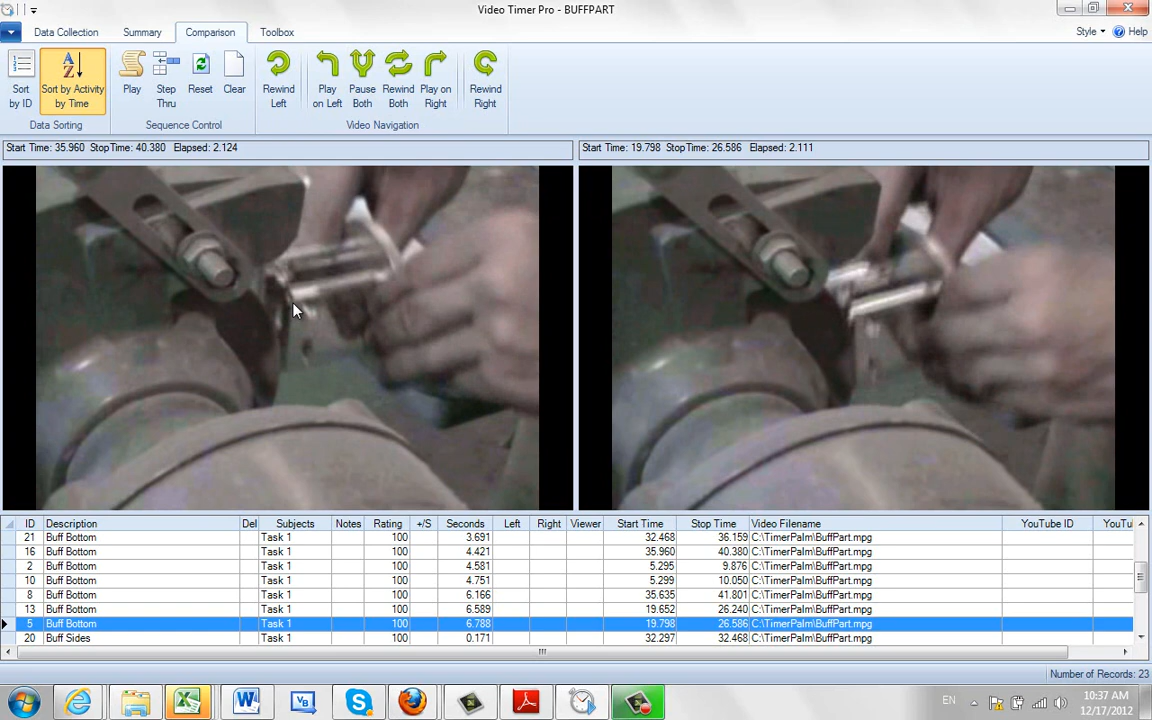 Video Timer Pro - BUFFPART
Data Collection Summary Comparison Toolbox Style Help
Sort by ID
Sort by Activity by Time
Play
Step Thru
Reset
Clear
Rewind Left
Play on Left
Pause Both
Rewind Both
Play on Right
Rewind Right
Data Sorting Sequence Control Video Navigation
Start Time: 35.960 StopTime: 40.380 Elapsed: 2.124
Start Time: 19.798 StopTime: 26.586 Elapsed: 2.111
ID Description Del Subjects Notes Rating +/S Seconds Left Right Viewer Start Time Stop Time Video Filename YouTube ID YouTu
21 Buff Bottom Task 1 100 3.691 32.468 36.159 C:\TimerPalm\BuffPart.mpg
16 Buff Bottom Task 1 100 4.421 35.960 40.380 C:\TimerPalm\BuffPart.mpg
2 Buff Bottom Task 1 100 4.581 5.295 9.876 C:\TimerPalm\BuffPart.mpg
10 Buff Bottom Task 1 100 4.751 5.299 10.050 C:\TimerPalm\BuffPart.mpg
8 Buff Bottom Task 1 100 6.166 35.635 41.801 C:\TimerPalm\BuffPart.mpg
13 Buff Bottom Task 1 100 6.589 19.652 26.240 C:\TimerPalm\BuffPart.mpg
5 Buff Bottom Task 1 100 6.788 19.798 26.586 C:\TimerPalm\BuffPart.mpg
20 Buff Sides Task 1 100 0.171 32.297 32.468 C:\TimerPalm\BuffPart.mpg
Number of Records: 23
EN 10:37 AM
12/17/2012